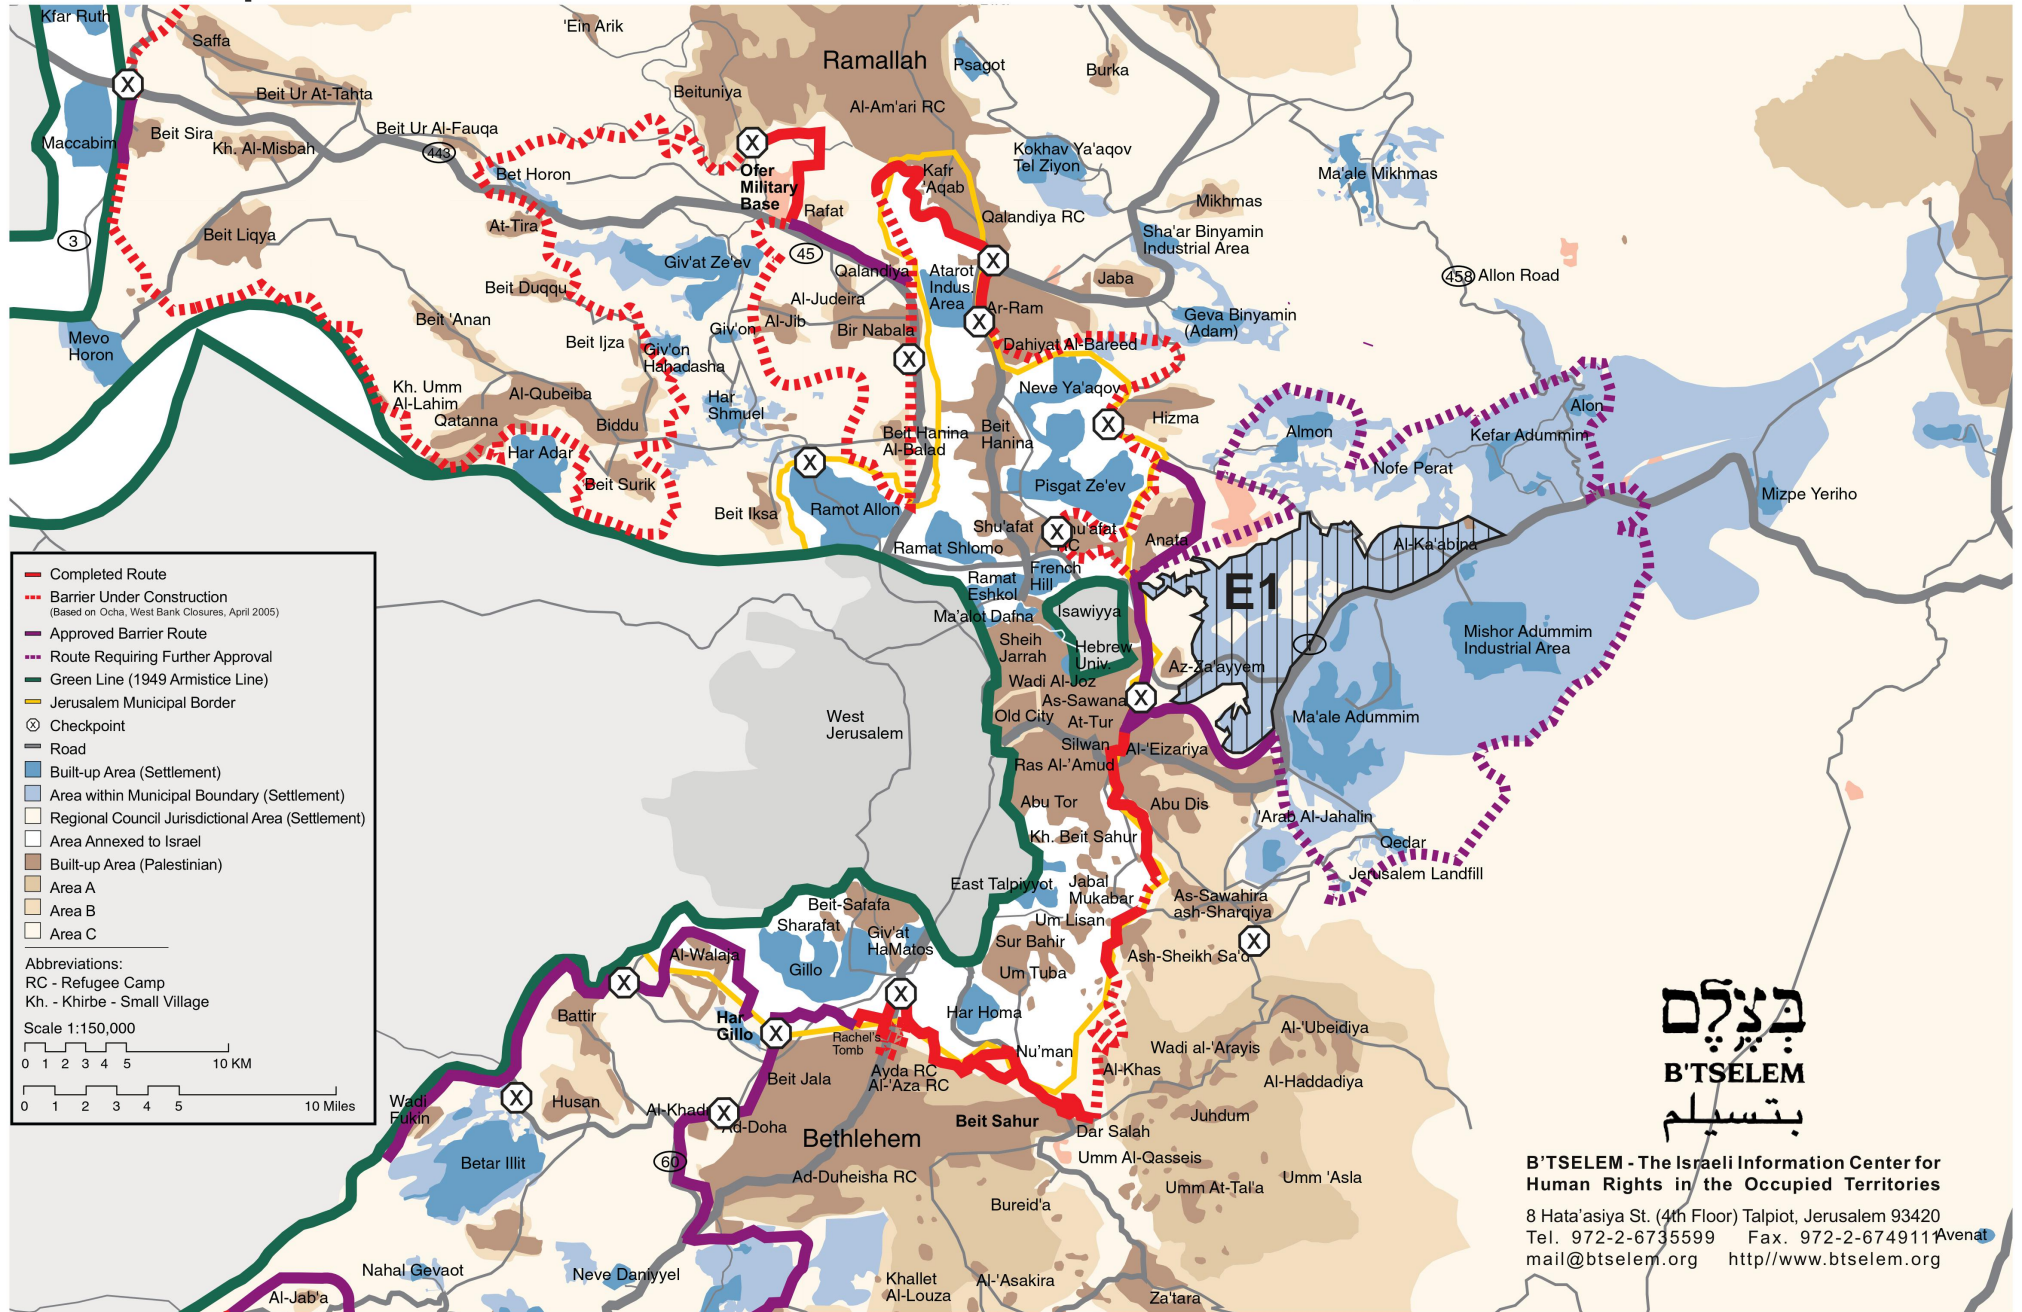 Kfar Ruth
Saffa
'Ein Arik
Ramallah
Psagot
Burka
Beituniya
Beit Ur At-Tahta
Al-Am'ari RC
Maccabim
Beit Sira
Kh. Al-Misbah
Beit Ur Al-Fauqa
443
Bet Horon
Ofer
Military
Base
Kafr
'Aqab
Kokhav Ya'aqov
Tel Ziyon
Ma'ale Mikhmas
Mikhmas
Rafat
Qalandiya RC
At-Tira
Beit Liqya
3
Sha'ar Binyamin
Industrial Area
45
Giv'at Ze'ev
Qalandiya
Atarot
Indus.
Area
Jaba
458
Allon Road
Beit Duqqu
Al-Judeira
Ar-Ram
Geva Binyamin
(Adam)
Beit 'Anan
Al-Jib
Giv'on
Bir Nabala
Mevo
Horon
Beit Ijza
Giv'on
Hahadasha
Dahiyat Al-Bareed
Kh. Umm
Al-Lahim
Al-Qubeiba
Har
Shmuel
Neve Ya'aqov
Qatanna
Biddu
Hizma
Alon
Beit Hanina
Al-Balad
Beit
Hanina
Almon
Kefar Adummim
Har Adar
Nofe Perat
Beit Surik
Pisgat Ze'ev
Mizpe Yeriho
Beit Iksa
Ramot Allon
Shu'afat
Anata
Al-Ka'abina
Ramat Shlomo
French
Hill
Ramat
Eshkol
E1
Isawiyya
Ma'alot Dafna
Sheih
Jarrah
Hebrew
Univ.
1
Mishor Adummim
Industrial Area
Az-Za'ayyem
Wadi Al-Joz
As-Sawana
Old City
At-Tur
Ma'ale Adummim
West
Jerusalem
Silwan
Al-'Eizariya
Ras Al-'Amud
Abu Tor
Abu Dis
'Arab Al-Jahalin
Kh. Beit Sahur
Qedar
Jerusalem Landfill
East Talpiyyot
Jabal
Mukabar
As-Sawahira
ash-Sharqiya
Beit-Safafa
Sharafat
Giv'at
HaMatos
Um Lisan
Sur Bahir
Al-Walaja
Gillo
Um Tuba
Ash-Sheikh Sa'd
Battir
Har
Gillo
Har Homa
Rachel's
Tomb
Nu'man
Al-'Ubeidiya
Wadi al-'Arayis
Beit Jala
Ayda RC
Al-'Aza RC
Al-Khas
Al-Haddadiya
Wadi
Fukin
Husan
Al-Khadr
Ad-Doha
Beit Sahur
Juhdum
Bethlehem
Dar Salah
60
Betar Illit
Umm Al-Qasseis
Ad-Duheisha RC
Umm At-Tal'a
Umm 'Asla
Bureid'a
Nahal Gevaot
Neve Daniyyel
Khallet
Al-Louza
Al-'Asakira
Al-Jab'a
Za'tara
Avenat
Completed Route
Barrier Under Construction
(Based on Ocha, West Bank Closures, April 2005)
Approved Barrier Route
Route Requiring Further Approval
Green Line (1949 Armistice Line)
Jerusalem Municipal Border
Checkpoint
Road
Built-up Area (Settlement)
Area within Municipal Boundary (Settlement)
Regional Council Jurisdictional Area (Settlement)
Area Annexed to Israel
Built-up Area (Palestinian)
Area A
Area B
Area C
Abbreviations:
RC - Refugee Camp
Kh. - Khirbe - Small Village
Scale 1:150,000
0 1 2 3 4 5 10 KM
0 1 2 3 4 5 10 Miles
בְּצֶלֶם
B'TSELEM
بتسيلم
B'TSELEM - The Israeli Information Center for
Human Rights in the Occupied Territories
8 Hata'asiya St. (4th Floor) Talpiot, Jerusalem 93420
Tel. 972-2-6735599 Fax. 972-2-6749111
mail@btselem.org http//www.btselem.org